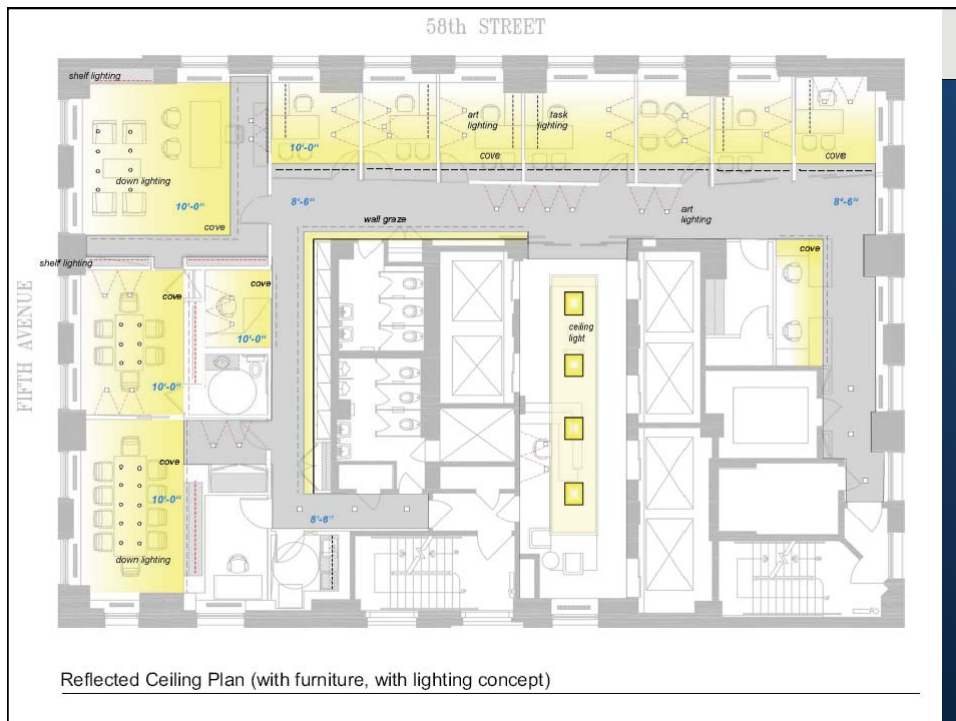 58th STREET
shelf lighting
art
lighting
task
lighting
10'-0"
cove
cove
down lighting
10'-0"
8'-6"
8'-6"
art
lighting
wall graze
cove
cove
shelf lighting
FIFTH AVENUE
cove
cove
ceiling
light
10'-0"
10'-0"
cove
10'-0"
8'-6"
down lighting
Reflected Ceiling Plan (with furniture, with lighting concept)